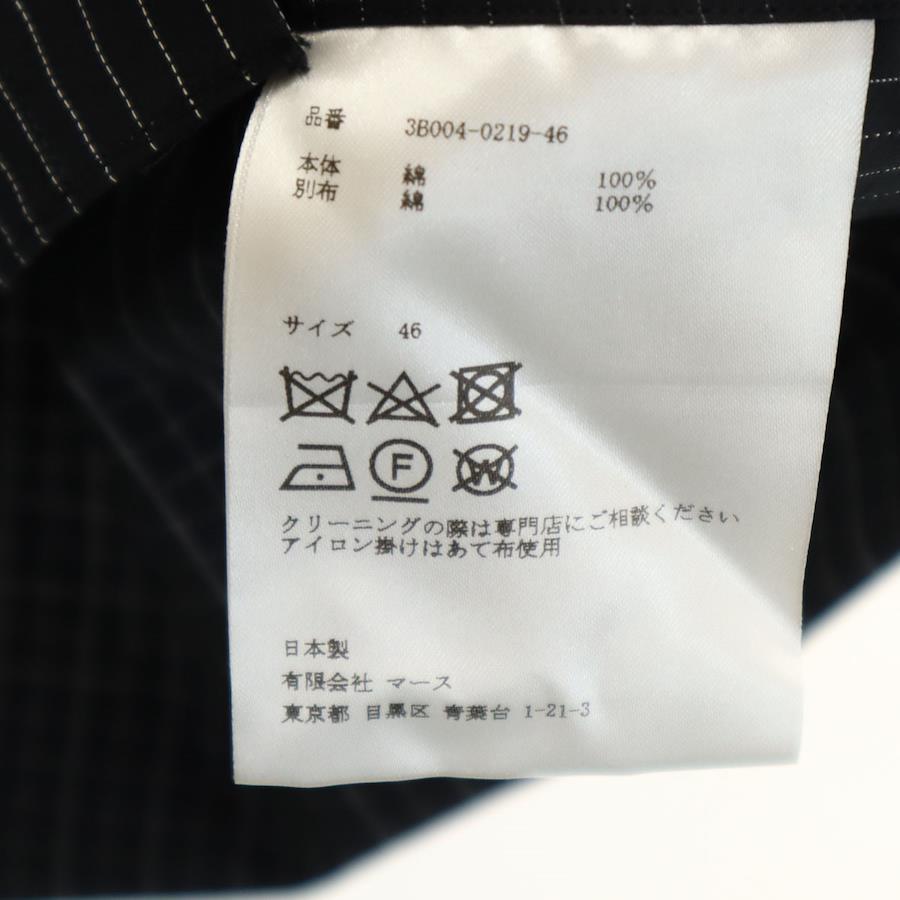 品番 3B004-0219-46
本体 綿 100%
別布 綿 100%
サイズ 46
F
W
クリーニングの際は専門店にご相談ください
アイロン掛けはあて布使用
日本製
有限会社 マース
東京都 目黒区 青葉台 1-21-3